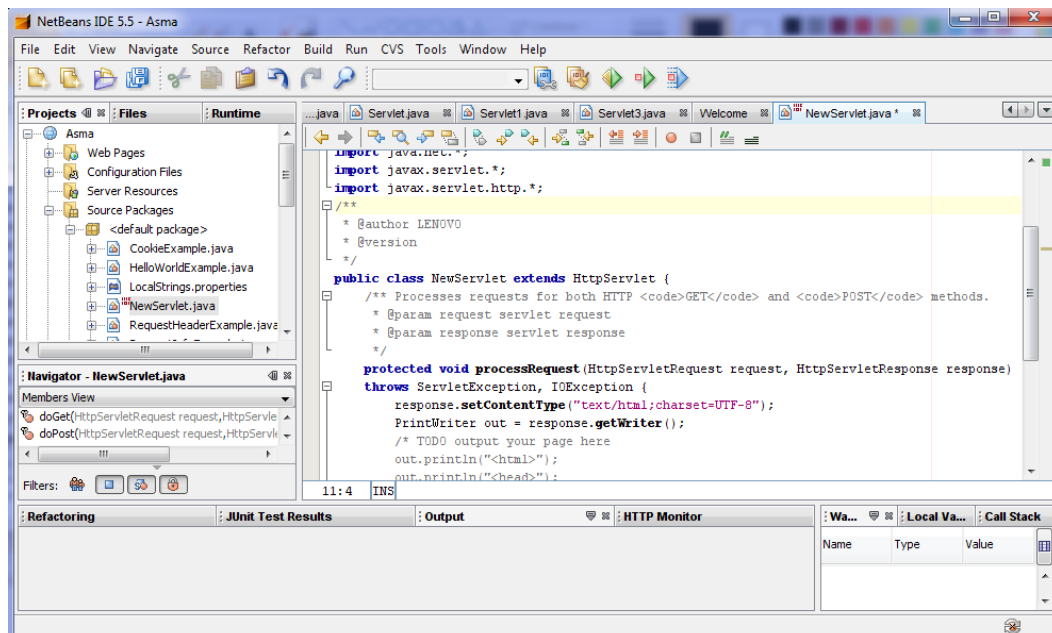 NetBeans IDE 5.5 - Asma
File Edit View Navigate Source Refactor Build Run CVS Tools Window Help
Projects Files Runtime
Asma
Web Pages
Configuration Files
Server Resources
Source Packages
<default package>
CookieExample.java
HelloWorldExample.java
LocalStrings.properties
NewServlet.java
RequestHeaderExample.java
Navigator - NewServlet.java
Members View
doGet(HttpServletRequest request,HttpServle
doPost(HttpServletRequest request,HttpServle
Filters:
....java Servlet.java Servlet1.java Servlet3.java Welcome NewServlet.java *
import java.net.*;
import javax.servlet.*;
import javax.servlet.http.*;
/**
* @author LENOVO
* @version
*/
public class NewServlet extends HttpServlet {
/** Processes requests for both HTTP <code>GET</code> and <code>POST</code> methods.
* @param request servlet request
* @param response servlet response
*/
protected void processRequest(HttpServletRequest request, HttpServletResponse response)
throws ServletException, IOException {
response.setContentType("text/html;charset=UTF-8");
PrintWriter out = response.getWriter();
/* TODO output your page here
out.println("<html>");
out.println("<head>");
11:4 INS
Refactoring JUnit Test Results Output HTTP Monitor
Wa... Local Va... Call Stack
Name Type Value